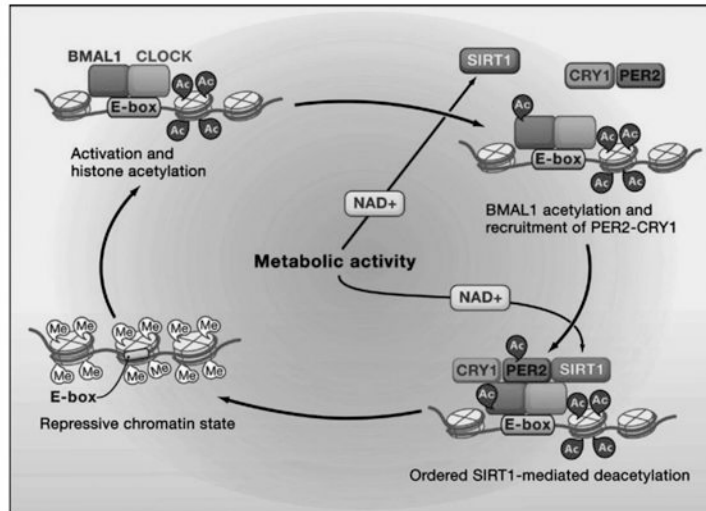 BMAL1 CLOCK
Ac Ac
E-box
Ac Ac
Activation and
histone acetylation
SIRT1
CRY1 PER2
Ac
Ac Ac
E-box
Ac Ac
BMAL1 acetylation and
recruitment of PER2-CRY1
NAD+
Metabolic activity
NAD+
Me Me Me Me Me Me
Me Me Me Me Me Me
E-box
Repressive chromatin state
Ac
CRY1 PER2 SIRT1
Ac
Ac Ac
E-box
Ac Ac
Ordered SIRT1-mediated deacetylation